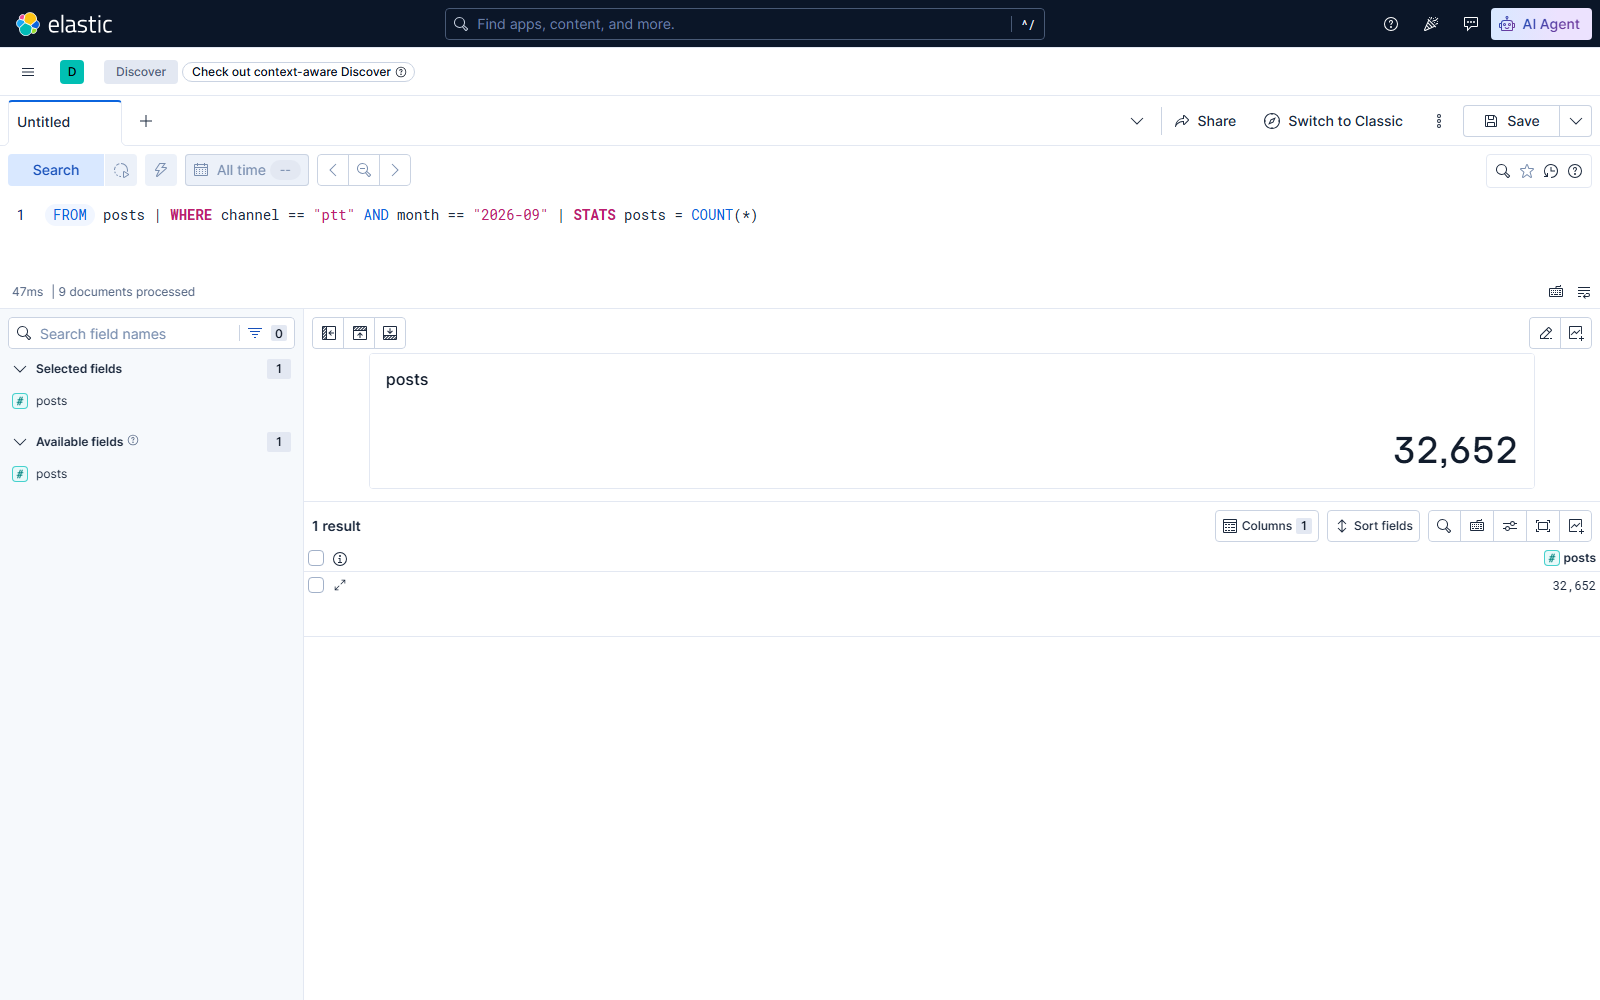 elastic
Find apps, content, and more.
^/
AI Agent
D
Discover
Check out context-aware Discover
Untitled
Share
Switch to Classic
Save
Search
All time
--
1 FROM posts | WHERE channel == "ptt" AND month == "2026-09" | STATS posts = COUNT(*)
47ms | 9 documents processed
Search field names
0
Selected fields
1
# posts
Available fields
1
# posts
posts
32,652
1 result
Columns 1
Sort fields
# posts
32,652